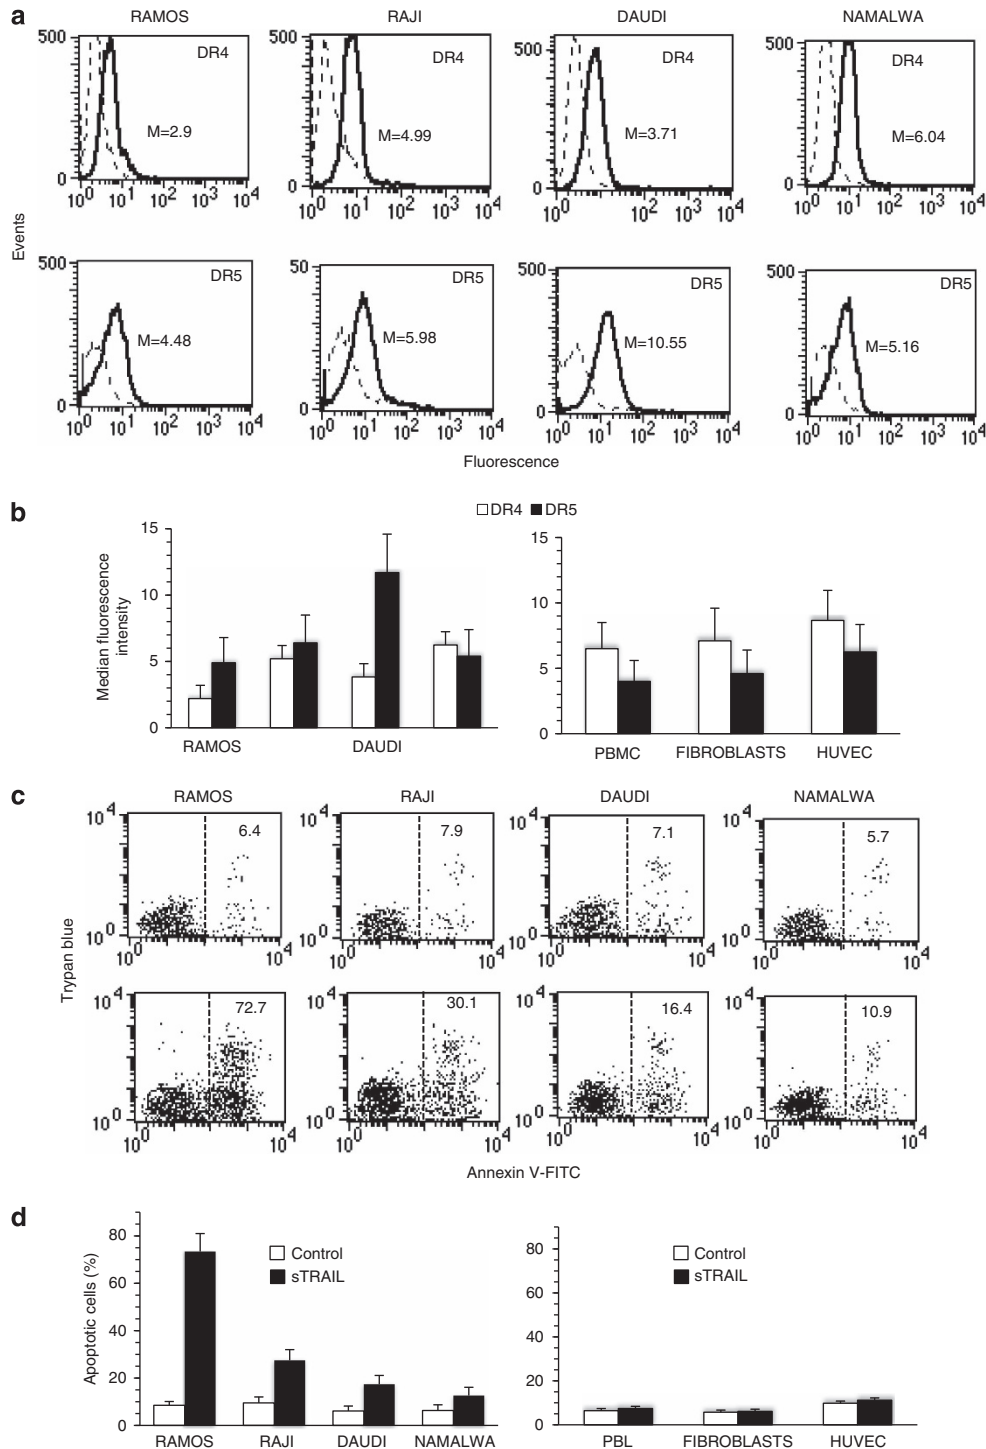 a
RAMOS RAJI DAUDI NAMALWA
500 DR4 M=2.9 0 10^0 10^1 10^2 10^3 10^4
500 DR4 M=4.99 0 10^0 10^1 10^2 10^3 10^4
500 DR4 M=3.71 0 10^0 10^2 10^3 10^4
500 DR4 M=6.04 0 10^0 10^1 10^2 10^3 10^4
Events
500 DR5 M=4.48 0 10^0 10^1 10^2 10^3 10^4
50 DR5 M=5.98 0 10^0 10^1 10^2 10^3 10^4
500 DR5 M=10.55 0 10^0 10^1 10^2 10^3 10^4
500 DR5 M=5.16 0 10^0 10^1 10^2 10^3 10^4
Fluorescence
b
DR4 DR5
Median fluorescence
intensity
15
10
5
0
RAMOS DAUDI
15
10
5
0
PBMC FIBROBLASTS HUVEC
c
RAMOS RAJI DAUDI NAMALWA
10^4 6.4 10^0 10^0 10^4
10^4 7.9 10^0 10^0 10^4
10^4 7.1 10^0 10^0 10^4
10^4 5.7 10^0 10^0 10^4
Trypan blue
10^4 72.7 10^0 10^0 10^4
10^4 30.1 10^0 10^0 10^4
10^4 16.4 10^0 10^0 10^4
10^4 10.9 10^0 10^0 10^4
Annexin V-FITC
d
Apoptotic cells (%)
80
60
40
20
0
Control
sTRAIL
RAMOS RAJI DAUDI NAMALWA
80
60
40
20
0
Control
sTRAIL
PBL FIBROBLASTS HUVEC